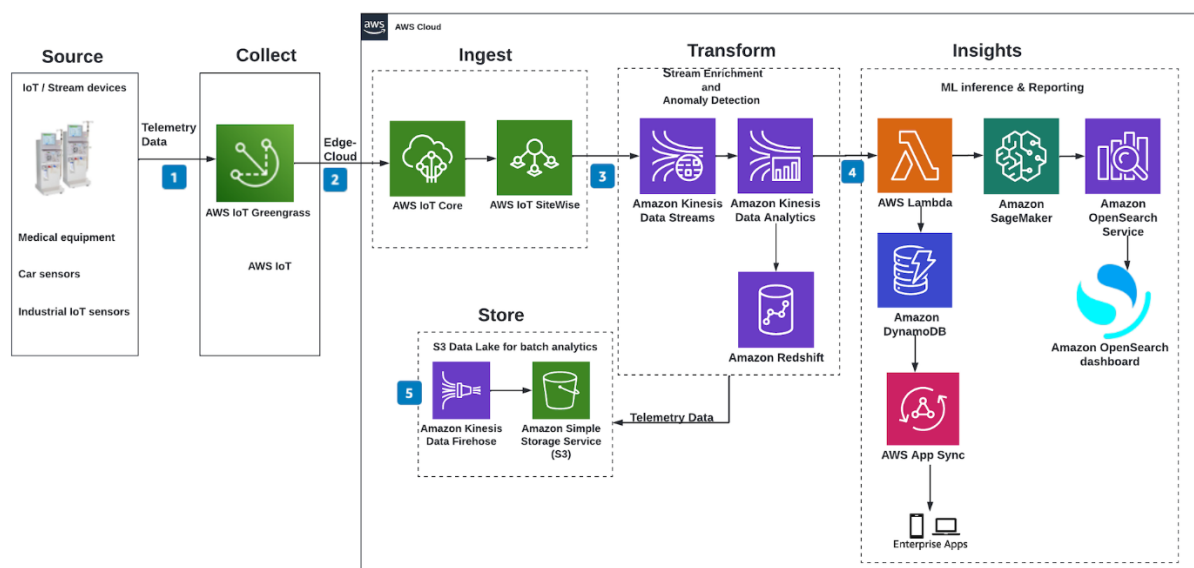 aws
AWS Cloud
Source
Collect
Ingest
Transform
Insights
IoT / Stream devices
Medical equipment
Car sensors
Industrial IoT sensors
Telemetry
Data
1
AWS IoT Greengrass
AWS IoT
Edge-
Cloud
2
AWS IoT Core
AWS IoT SiteWise
3
Stream Enrichment
and
Anomaly Detection
Amazon Kinesis
Data Streams
Amazon Kinesis
Data Analytics
Amazon Redshift
4
ML inference & Reporting
AWS Lambda
Amazon
SageMaker
Amazon
OpenSearch
Service
Amazon
DynamoDB
Amazon OpenSearch
dashboard
AWS App Sync
Enterprise Apps
Store
S3 Data Lake for batch analytics
5
Amazon Kinesis
Data Firehose
Amazon Simple
Storage Service
(S3)
Telemetry Data